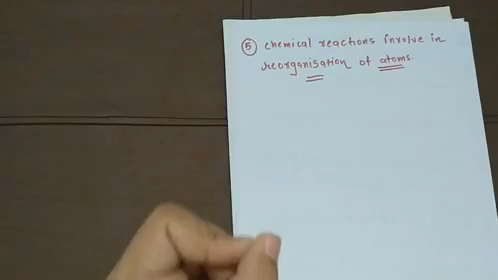 ⑤ chemical reactions involve in
reorganisation of atoms.